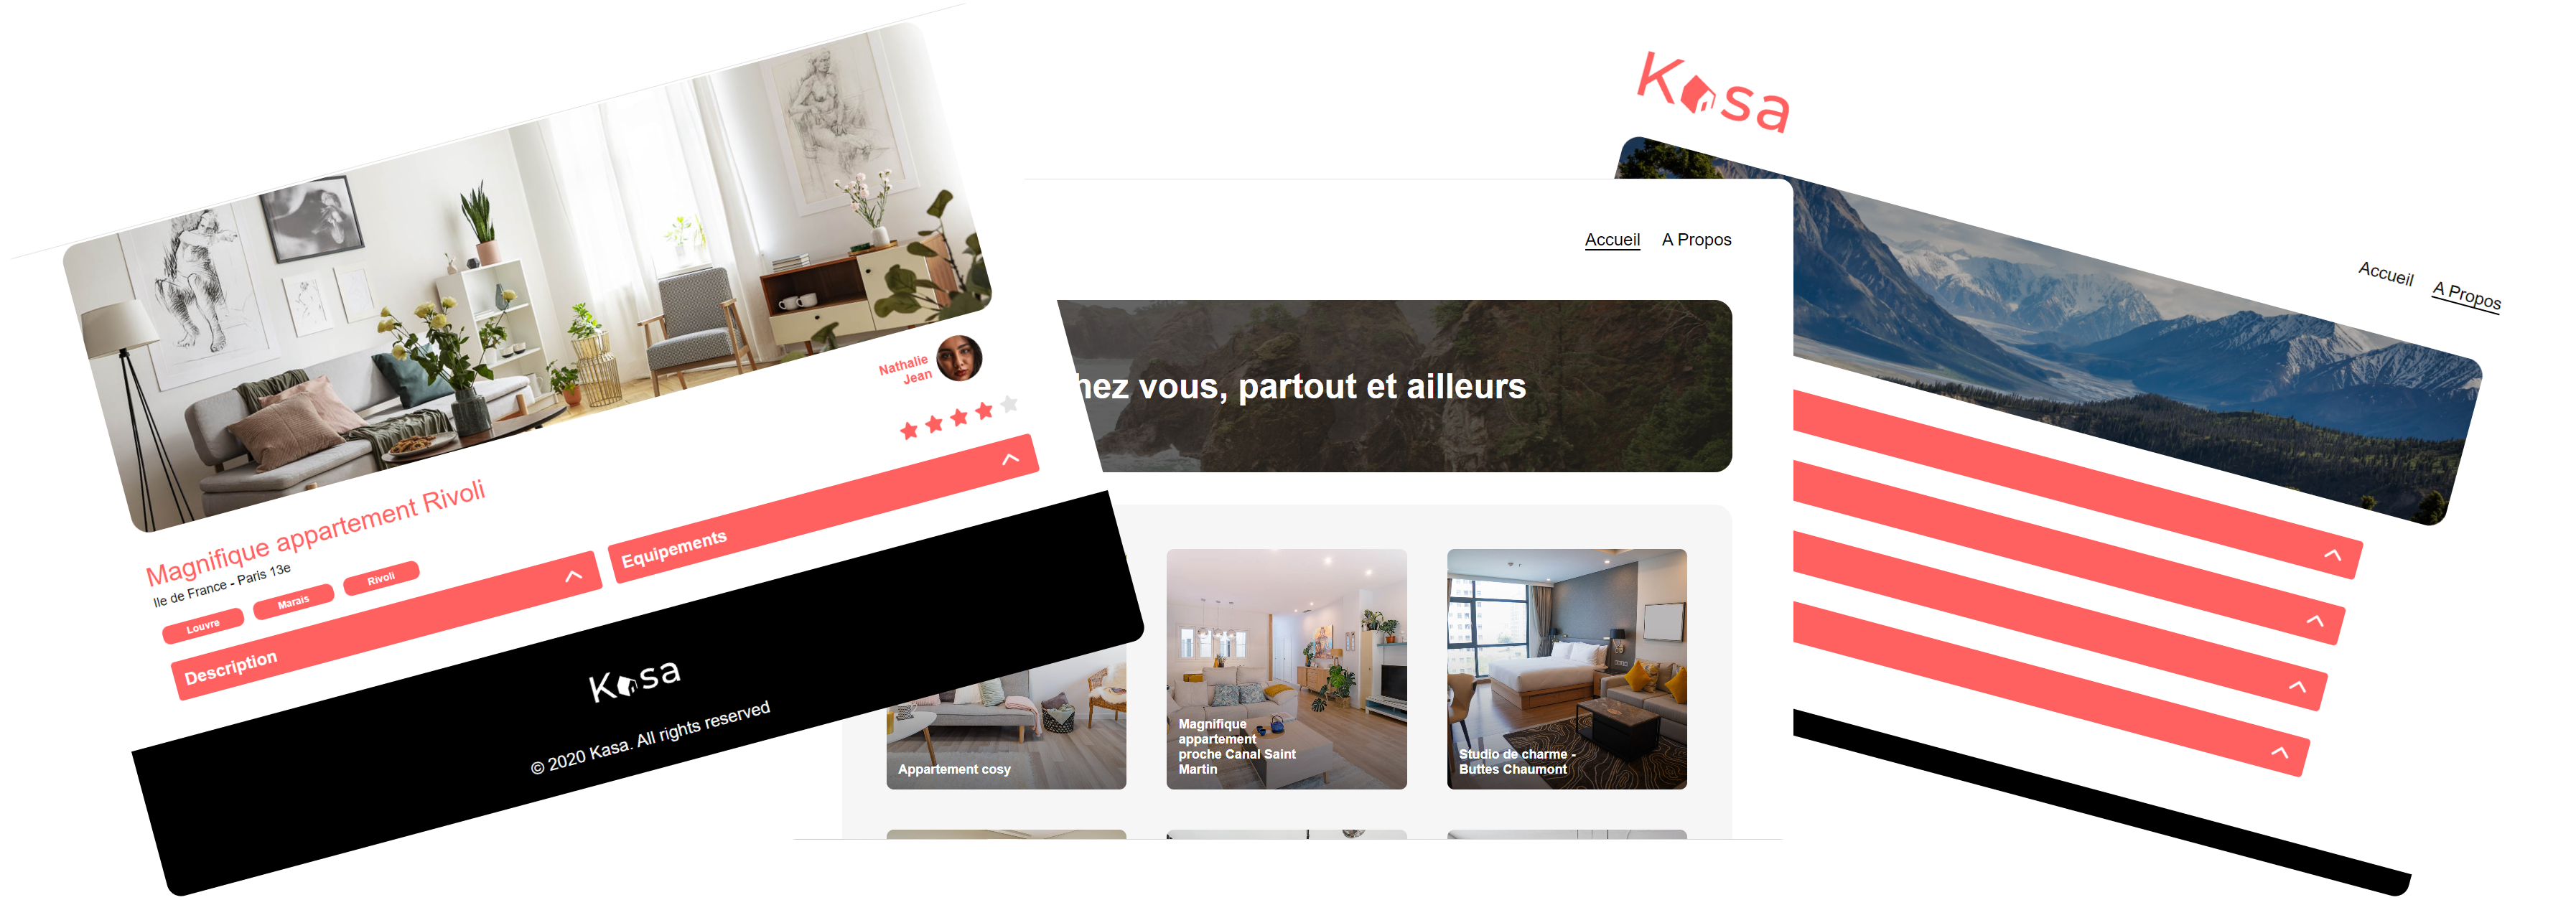 Nathalie
Jean
Magnifique appartement Rivoli
Ile de France - Paris 13e
Louvre
Marais
Rivoli
Description
Equipements
Kasa
© 2020 Kasa. All rights reserved
Accueil
A Propos
hez vous, partout et ailleurs
Appartement cosy
Magnifique
appartement
proche Canal Saint
Martin
Studio de charme -
Buttes Chaumont
Kasa
Accueil
A Propos